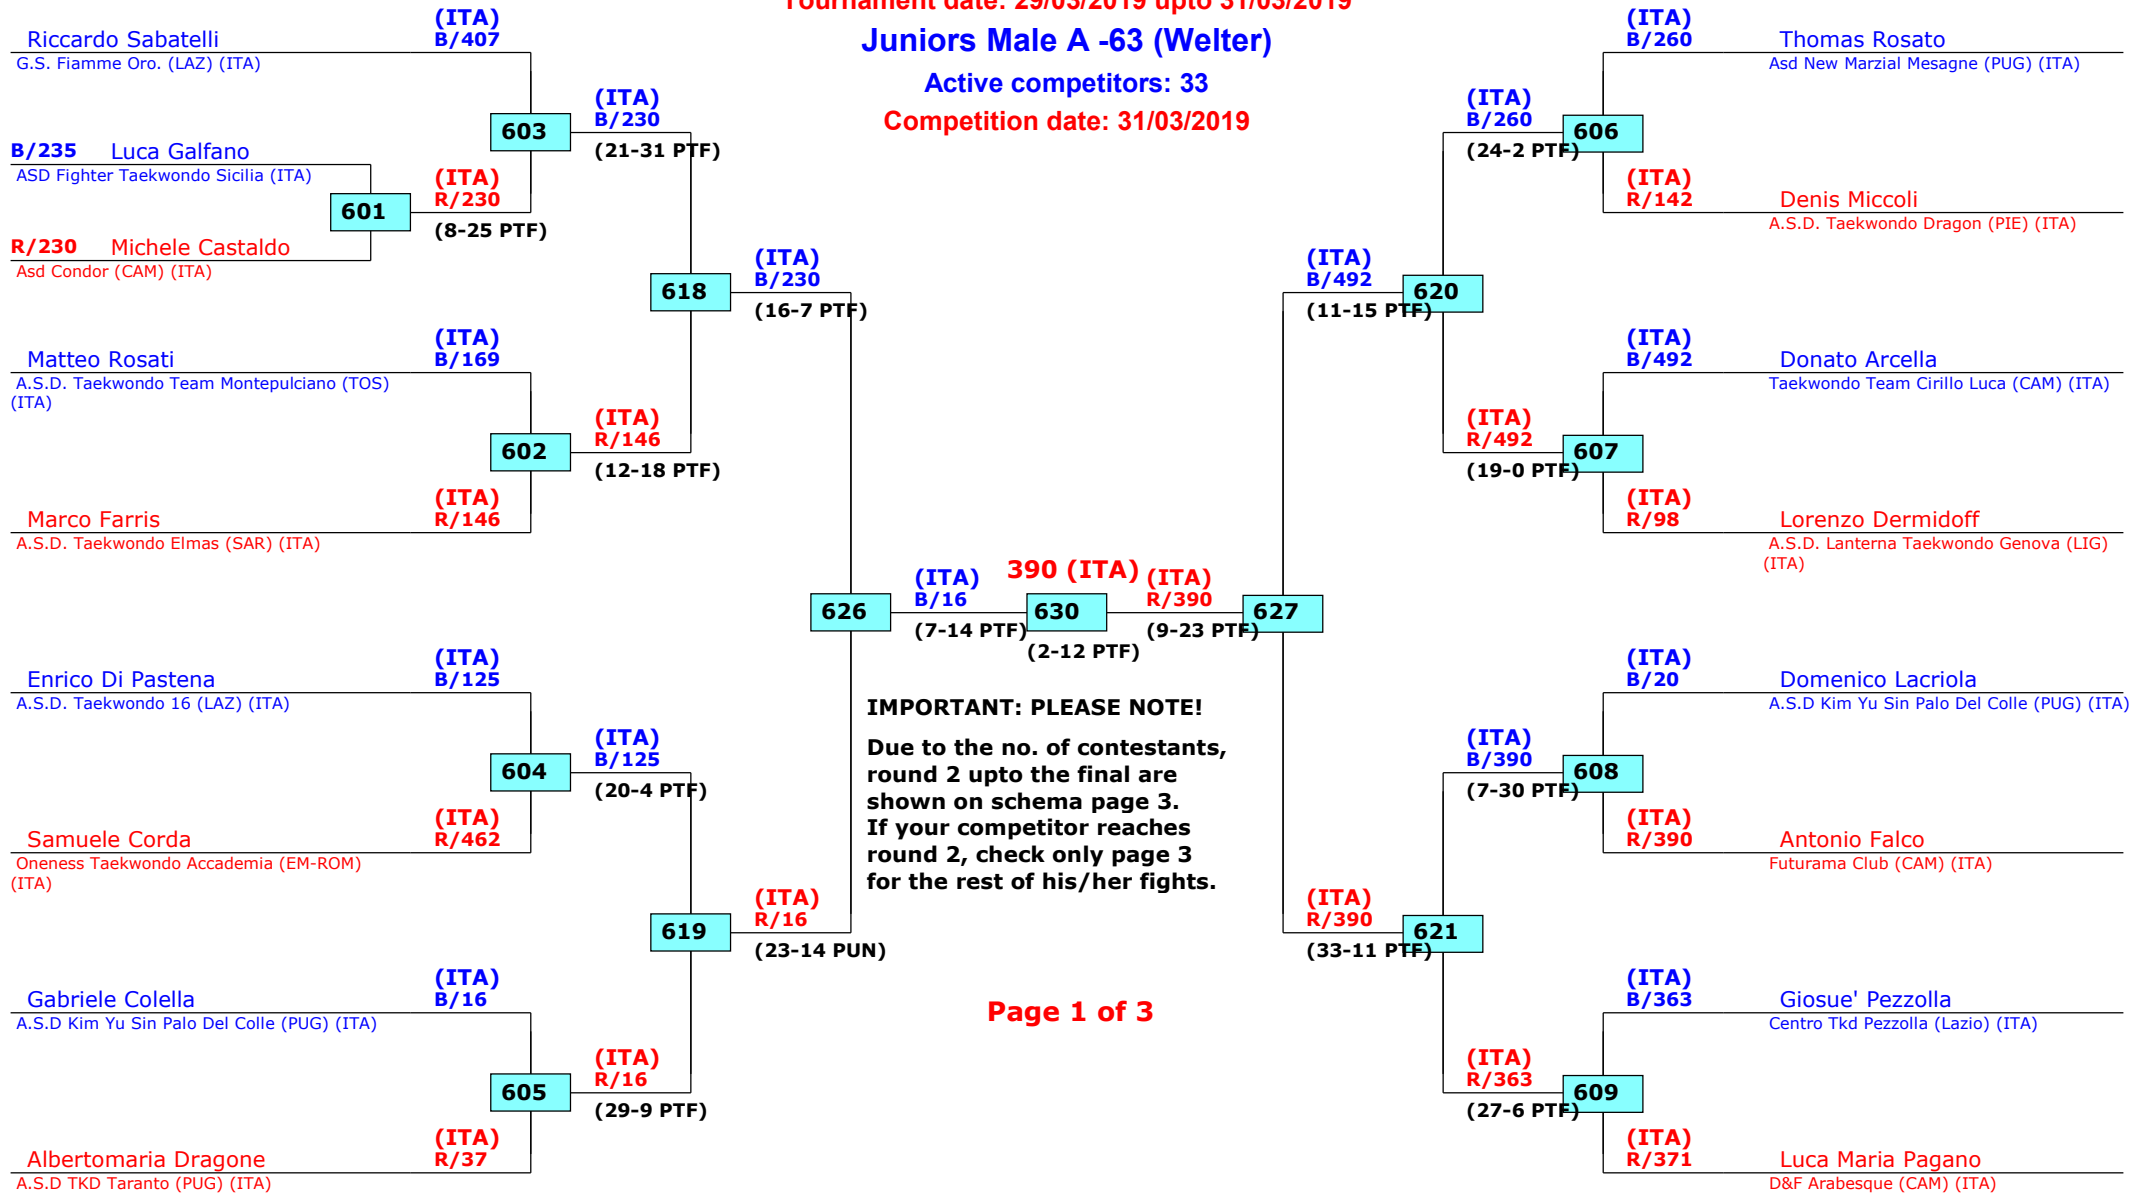 Tournament date: 29/03/2019 upto 31/03/2019
Juniors Male A -63 (Welter)
Active competitors: 33
Competition date: 31/03/2019
(ITA)
Riccardo Sabatelli B/407
G.S. Fiamme Oro. (LAZ) (ITA)
(ITA)
603 B/230
(21-31 PTF)
B/235 Luca Galfano
ASD Fighter Taekwondo Sicilia (ITA)
(ITA)
601 R/230
(8-25 PTF)
R/230 Michele Castaldo
Asd Condor (CAM) (ITA)
(ITA)
618 B/230
(16-7 PTF)
(ITA)
Matteo Rosati B/169
A.S.D. Taekwondo Team Montepulciano (TOS)
(ITA)
(ITA)
602 R/146
(12-18 PTF)
(ITA)
Marco Farris R/146
A.S.D. Taekwondo Elmas (SAR) (ITA)
(ITA)
626 B/16
(7-14 PTF)
390 (ITA)
630
(2-12 PTF)
(ITA)
R/390 627
(9-23 PTF)
(ITA)
Enrico Di Pastena B/125
A.S.D. Taekwondo 16 (LAZ) (ITA)
(ITA)
604 B/125
(20-4 PTF)
(ITA)
Samuele Corda R/462
Oneness Taekwondo Accademia (EM-ROM)
(ITA)
(ITA)
619 R/16
(23-14 PUN)
(ITA)
Gabriele Colella B/16
A.S.D Kim Yu Sin Palo Del Colle (PUG) (ITA)
(ITA)
605 R/16
(29-9 PTF)
(ITA)
Albertomaria Dragone R/37
A.S.D TKD Taranto (PUG) (ITA)
IMPORTANT: PLEASE NOTE!
Due to the no. of contestants,
round 2 upto the final are
shown on schema page 3.
If your competitor reaches
round 2, check only page 3
for the rest of his/her fights.
Page 1 of 3
(ITA)
B/260 Thomas Rosato
Asd New Marzial Mesagne (PUG) (ITA)
(ITA)
B/260 606
(24-2 PTF)
(ITA)
R/142 Denis Miccoli
A.S.D. Taekwondo Dragon (PIE) (ITA)
(ITA)
B/492 620
(11-15 PTF)
(ITA)
B/492 Donato Arcella
Taekwondo Team Cirillo Luca (CAM) (ITA)
(ITA)
R/492 607
(19-0 PTF)
(ITA)
R/98 Lorenzo Dermidoff
A.S.D. Lanterna Taekwondo Genova (LIG)
(ITA)
(ITA)
B/20 Domenico Lacriola
A.S.D Kim Yu Sin Palo Del Colle (PUG) (ITA)
(ITA)
B/390 608
(7-30 PTF)
(ITA)
R/390 Antonio Falco
Futurama Club (CAM) (ITA)
(ITA)
R/390 621
(33-11 PTF)
(ITA)
B/363 Giosue' Pezzolla
Centro Tkd Pezzolla (Lazio) (ITA)
(ITA)
R/363 609
(27-6 PTF)
(ITA)
R/371 Luca Maria Pagano
D&F Arabesque (CAM) (ITA)